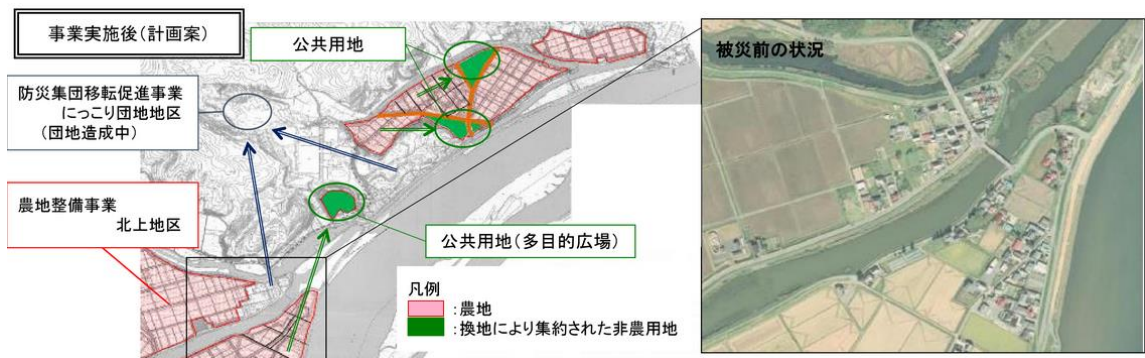 事業実施後(計画案)
公共用地
防災集団移転促進事業
にっこり団地地区
(団地造成中)
農地整備事業
北上地区
公共用地(多目的広場)
凡例
:農地
:換地により集約された非農用地
被災前の状況